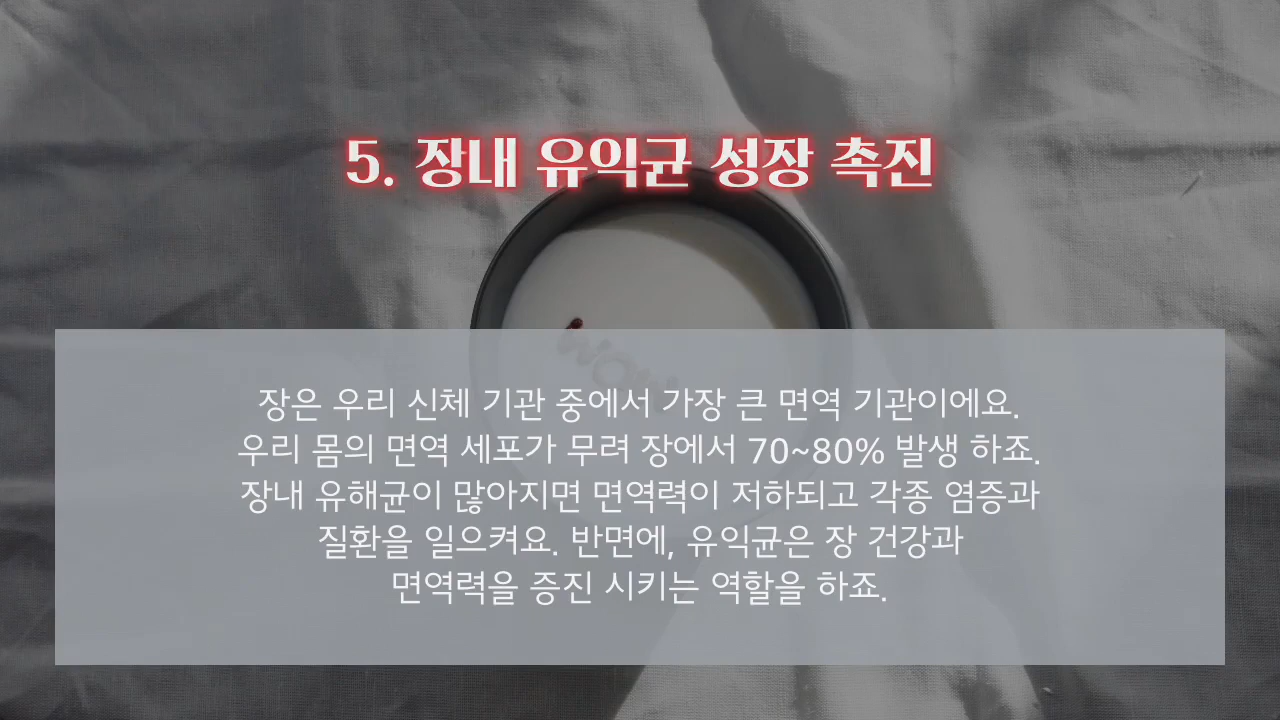 5. 장내 유익균 성장 촉진
장은 우리 신체 기관 중에서 가장 큰 면역 기관이에요.
우리 몸의 면역 세포가 무려 장에서 70~80% 발생 하죠.
장내 유해균이 많아지면 면역력이 저하되고 각종 염증과
질환을 일으켜요. 반면에, 유익균은 장 건강과
면역력을 증진 시키는 역할을 하죠.